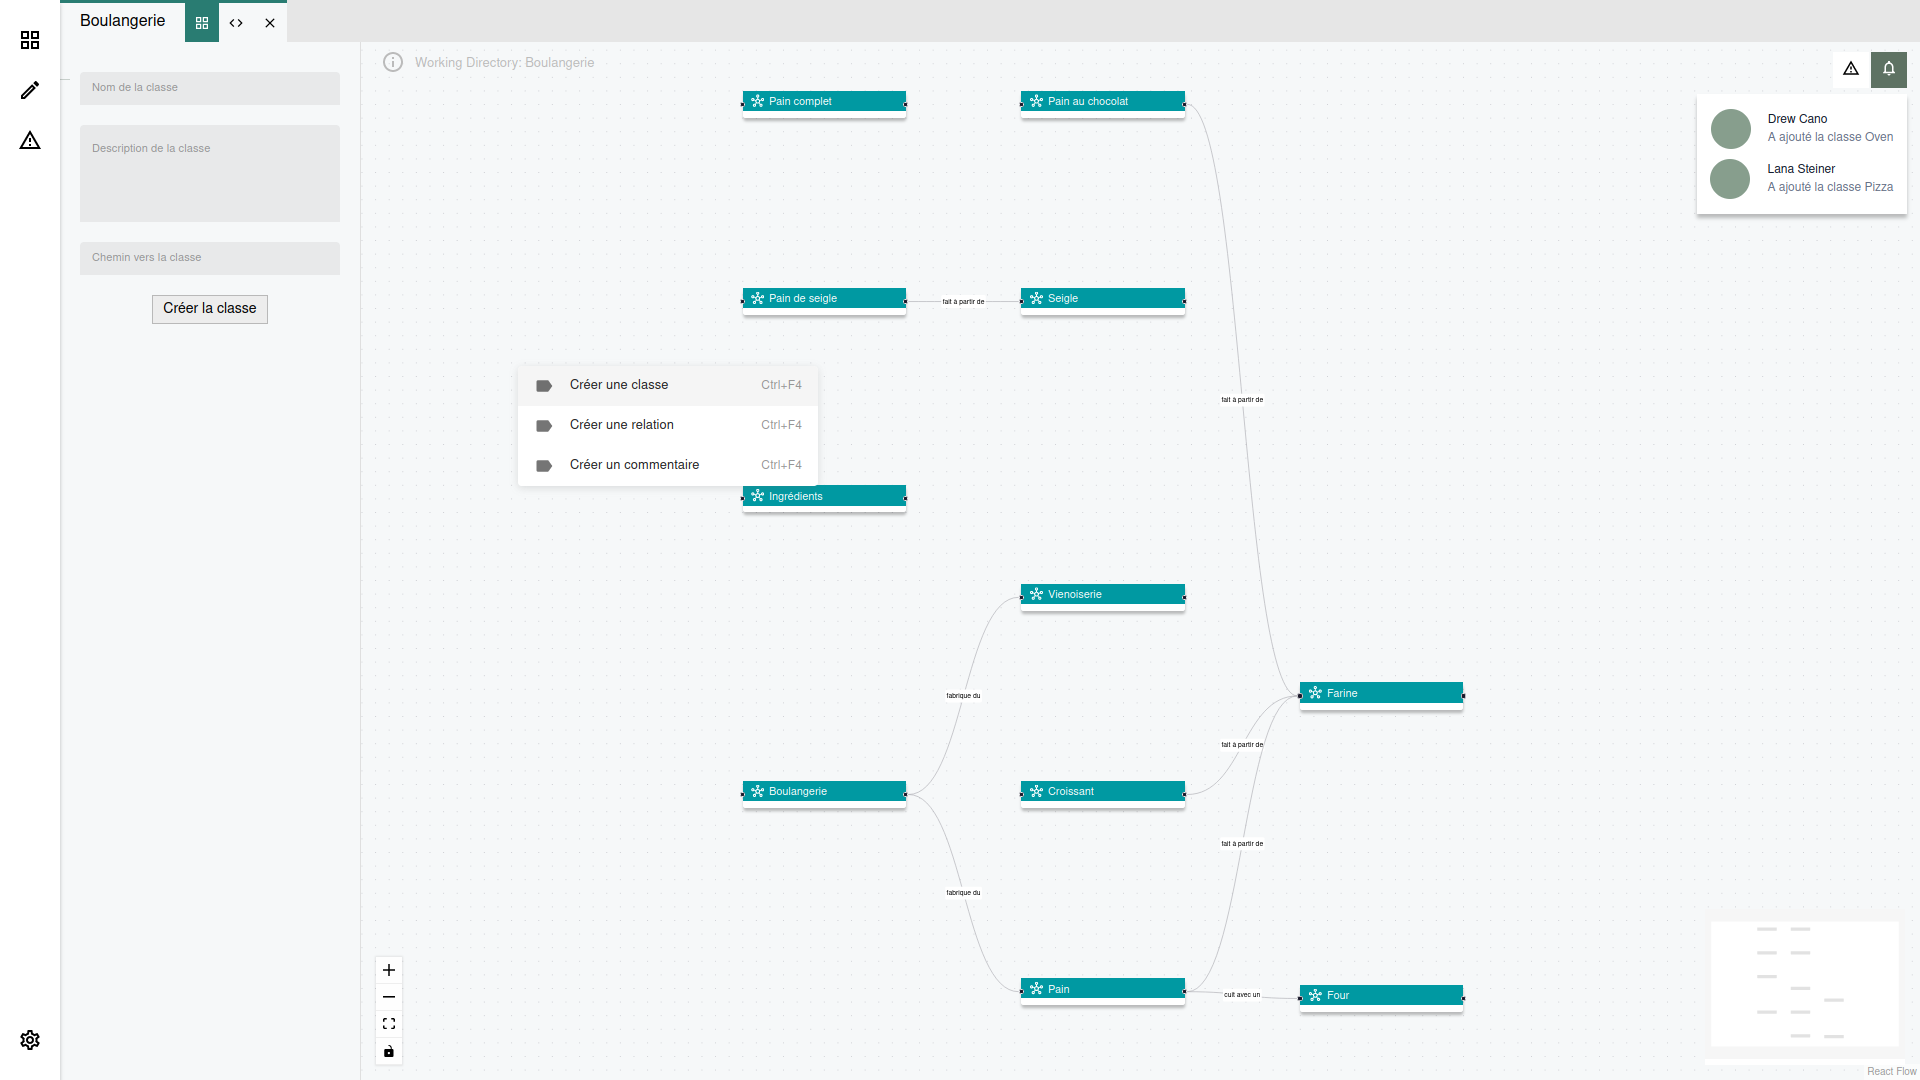 Boulangerie
Nom de la classe
Description de la classe
Chemin vers la classe
Créer la classe
Working Directory: Boulangerie
Drew Cano
A ajouté la classe Oven
Lana Steiner
A ajouté la classe Pizza
Pain complet
Pain au chocolat
Pain de seigle
fait à partir de
Seigle
Créer une classe Ctrl+F4
Créer une relation Ctrl+F4
Créer un commentaire Ctrl+F4
fait à partir de
Ingrédients
Vienoiserie
fabrique du
Farine
fait à partir de
Boulangerie
Croissant
fait à partir de
fabrique du
Pain
cuit avec un
Four
React Flow